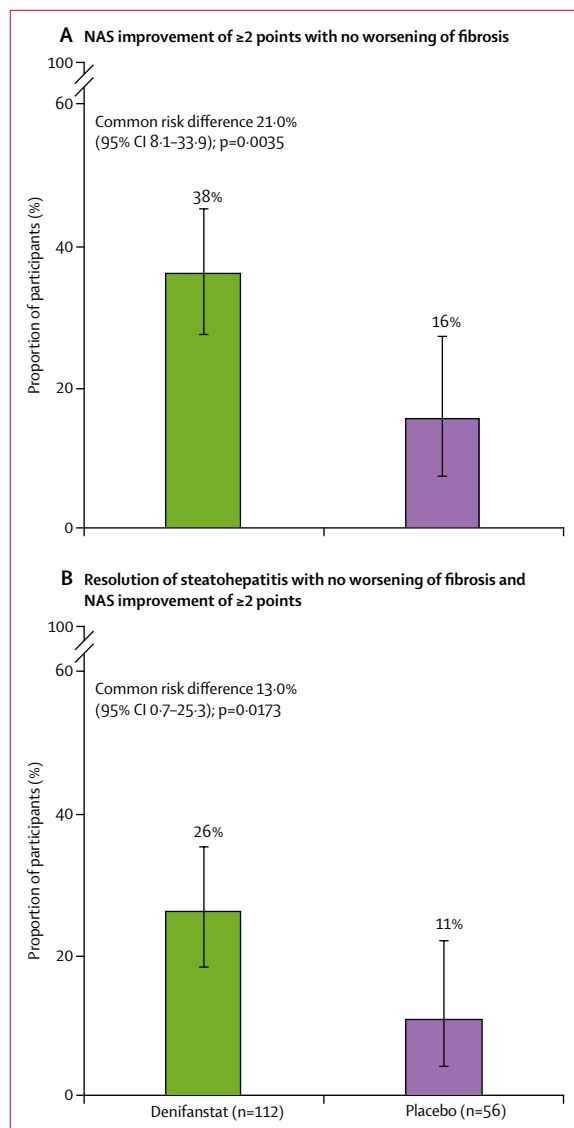 A NAS improvement of ≥2 points with no worsening of fibrosis
100
60
40
20
0
Proportion of participants (%)
Common risk difference 21·0%
(95% CI 8·1–33·9); p=0·0035
38%
16%
B Resolution of steatohepatitis with no worsening of fibrosis and
NAS improvement of ≥2 points
100
60
40
20
0
Proportion of participants (%)
Common risk difference 13·0%
(95% CI 0·7–25·3); p=0·0173
26%
11%
Denifanstat (n=112)
Placebo (n=56)